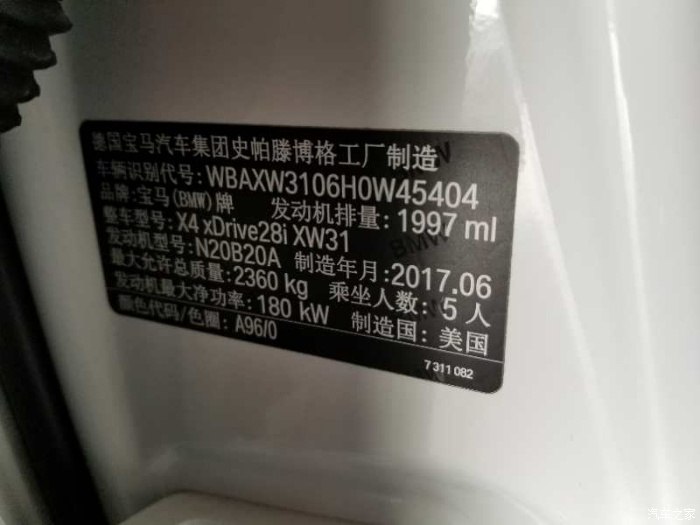 德国宝马汽车集团史帕滕博格工厂制造
车辆识别代号: WBAXW3106H0W45404
品牌: 宝马(BMW)牌 发动机排量: 1997 ml
整车型号: X4 xDrive28i XW31
发动机型号: N20B20A 制造年月: 2017.06
最大允许总质量: 2360 kg 乘坐人数: 5 人
发动机最大净功率: 180 kW 制造国: 美国
颜色代码/色圈: A96/0
7 311 082
汽车之家